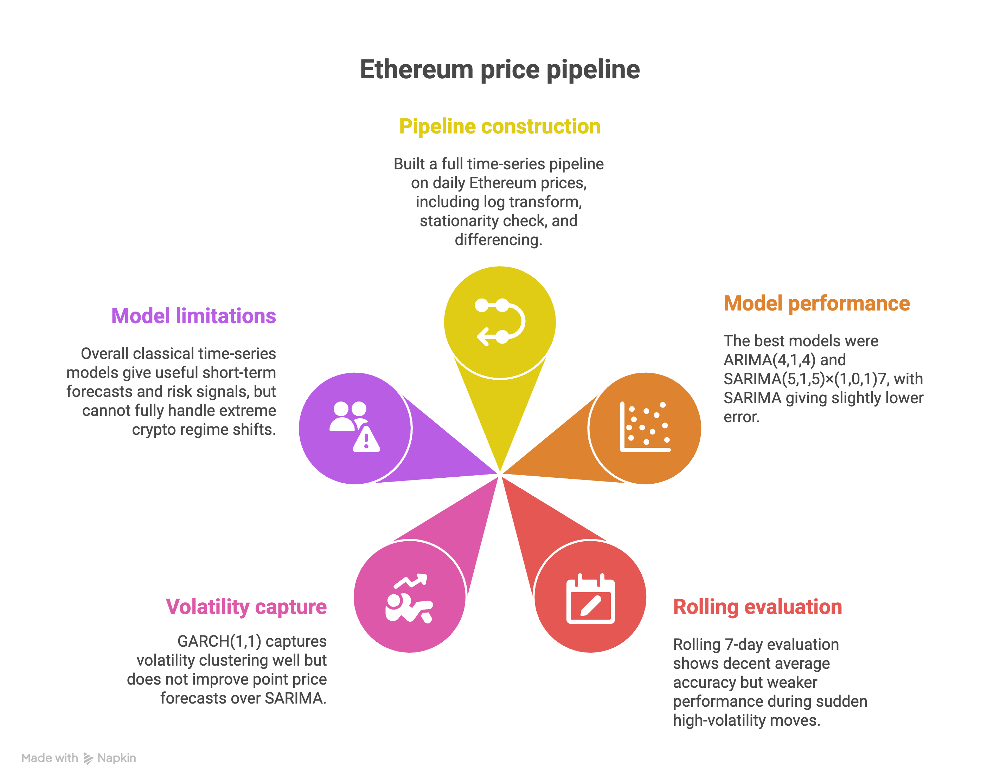 Ethereum price pipeline
Pipeline construction
Built a full time-series pipeline
on daily Ethereum prices,
including log transform,
stationarity check, and
differencing.
Model performance
The best models were
ARIMA(4,1,4) and
SARIMA(5,1,5)×(1,0,1)7, with
SARIMA giving slightly lower
error.
Model limitations
Overall classical time-series
models give useful short-term
forecasts and risk signals, but
cannot fully handle extreme
crypto regime shifts.
Volatility capture
GARCH(1,1) captures
volatility clustering well but
does not improve point price
forecasts over SARIMA.
Rolling evaluation
Rolling 7-day evaluation
shows decent average
accuracy but weaker
performance during sudden
high-volatility moves.
Made with Napkin